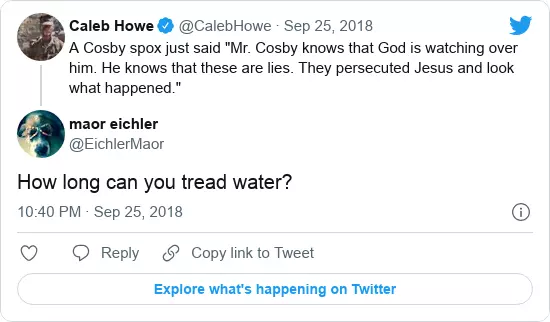 Caleb Howe @CalebHowe · Sep 25, 2018
A Cosby spox just said "Mr. Cosby knows that God is watching over
him. He knows that these are lies. They persecuted Jesus and look
what happened."
maor eichler
@EichlerMaor
How long can you tread water?
10:40 PM · Sep 25, 2018
Reply Copy link to Tweet
Explore what's happening on Twitter